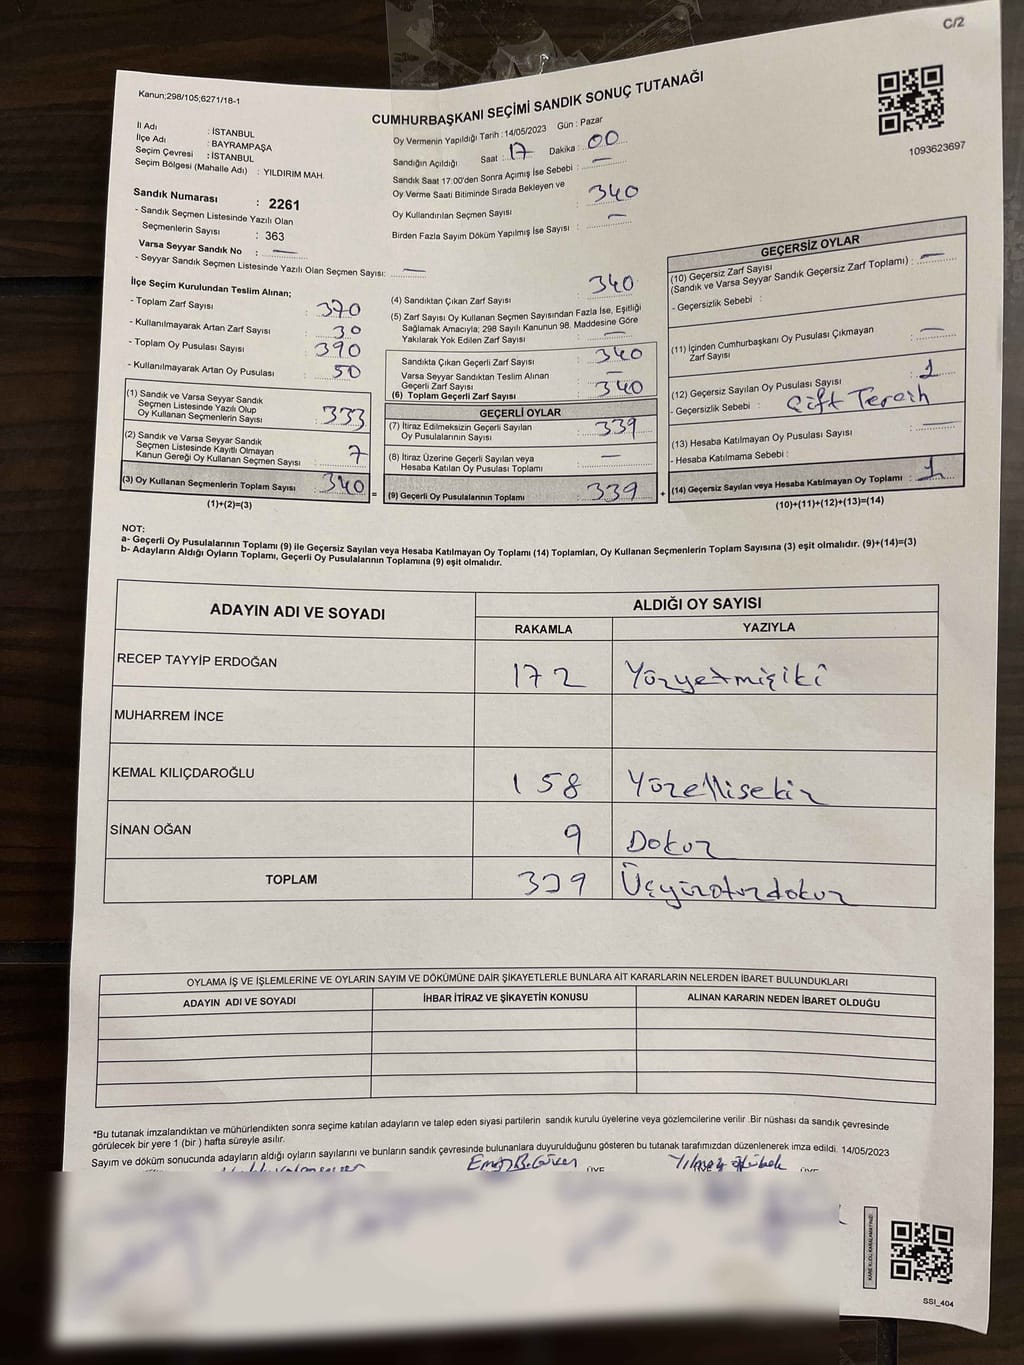 C/2
Kanun;298/105;6271/18-1
CUMHURBAŞKANI SEÇİMİ SANDIK SONUÇ TUTANAĞI
1093623697
İl Adı : İSTANBUL
İlçe Adı : BAYRAMPAŞA
Seçim Çevresi : İSTANBUL
Seçim Bölgesi (Mahalle Adı) : YILDIRIM MAH.
Sandık Numarası : 2261
- Sandık Seçmen Listesinde Yazılı Olan
Seçmenlerin Sayısı : 363
Varsa Seyyar Sandık No : —
- Seyyar Sandık Seçmen Listesinde Yazılı Olan Seçmen Sayısı: —
Oy Vermenin Yapıldığı Tarih : 14/05/2023 Gün : Pazar
Sandığın Açıldığı Saat : 17 Dakika : 00
Sandık Saat 17:00'den Sonra Açımış İse Sebebi : —
Oy Verme Saati Bitiminde Sırada Bekleyen ve
Oy Kullandırılan Seçmen Sayısı : 340
Birden Fazla Sayım Döküm Yapılmış İse Sayısı : —
İlçe Seçim Kurulundan Teslim Alınan;
- Toplam Zarf Sayısı : 370
- Kullanılmayarak Artan Zarf Sayısı : 30
- Toplam Oy Pusulası Sayısı : 390
- Kullanılmayarak Artan Oy Pusulası : 50
(1) Sandık ve Varsa Seyyar Sandık
Seçmen Listesinde Yazılı Olup
Oy Kullanan Seçmenlerin Sayısı : 333
(2) Sandık ve Varsa Seyyar Sandık
Seçmen Listesinde Kayıtlı Olmayan
Kanun Gereği Oy Kullanan Seçmen Sayısı : 7
(3) Oy Kullanan Seçmenlerin Toplam Sayısı : 340 =
(1)+(2)=(3)
(4) Sandıktan Çıkan Zarf Sayısı : 340
(5) Zarf Sayısı Oy Kullanan Seçmen Sayısından Fazla İse, Eşitliği
Sağlamak Amacıyla; 298 Sayılı Kanunun 98. Maddesine Göre
Yakılarak Yok Edilen Zarf Sayısı : —
Sandıkta Çıkan Geçerli Zarf Sayısı : 340
Varsa Seyyar Sandıktan Teslim Alınan
Geçerli Zarf Sayısı : —
(6) Toplam Geçerli Zarf Sayısı : 340
GEÇERLİ OYLAR
(7) İtiraz Edilmeksizin Geçerli Sayılan
Oy Pusulalarının Sayısı : 339
(8) İtiraz Üzerine Geçerli Sayılan veya
Hesaba Katılan Oy Pusulası Toplamı : —
(9) Geçerli Oy Pusulalarının Toplamı : 339 +
GEÇERSİZ OYLAR
(10) Geçersiz Zarf Sayısı
(Sandık ve Varsa Seyyar Sandık Geçersiz Zarf Toplamı) : —
- Geçersizlik Sebebi :
(11) İçinden Cumhurbaşkanı Oy Pusulası Çıkmayan
Zarf Sayısı : —
(12) Geçersiz Sayılan Oy Pusulası Sayısı : 1
- Geçersizlik Sebebi : Çift Tercih
(13) Hesaba Katılmayan Oy Pusulası Sayısı : —
- Hesaba Katılmama Sebebi :
(14) Geçersiz Sayılan veya Hesaba Katılmayan Oy Toplamı : 1
(10)+(11)+(12)+(13)=(14)
NOT:
a- Geçerli Oy Pusulalarının Toplamı (9) ile Geçersiz Sayılan veya Hesaba Katılmayan Oy Toplamı (14) Toplamları, Oy Kullanan Seçmenlerin Toplam Sayısına (3) eşit olmalıdır. (9)+(14)=(3)
b- Adayların Aldığı Oyların Toplamı, Geçerli Oy Pusulalarının Toplamına (9) eşit olmalıdır.
ADAYIN ADI VE SOYADI ALDIĞI OY SAYISI
RAKAMLA YAZIYLA
RECEP TAYYİP ERDOĞAN 172 Yüzyetmişiki
MUHARREM İNCE
KEMAL KILIÇDAROĞLU 158 Yüzellisekiz
SİNAN OĞAN 9 Dokuz
TOPLAM 339 Üçyüzotuzdokuz
OYLAMA İŞ VE İŞLEMLERİNE VE OYLARIN SAYIM VE DÖKÜMÜNE DAİR ŞİKAYETLERLE BUNLARA AİT KARARLARIN NELERDEN İBARET BULUNDUKLARI
ADAYIN ADI VE SOYADI İHBAR İTİRAZ VE ŞİKAYETİN KONUSU ALINAN KARARIN NEDEN İBARET OLDUĞU
*Bu tutanak imzalandıktan ve mühürlendikten sonra seçime katılan adayların ve talep eden siyasi partilerin sandık kurulu üyelerine veya gözlemcilerine verilir .Bir nüshası da sandık çevresinde
görülecek bir yere 1 (bir ) hafta süreyle asılır.
Sayım ve döküm sonucunda adayların aldığı oyların sayılarını ve bunların sandık çevresinde bulunanlara duyurulduğunu gösteren bu tutanak tarafımızdan düzenlenerek imza edildi. 14/05/2023
ÜYE ÜYE
SSI_404